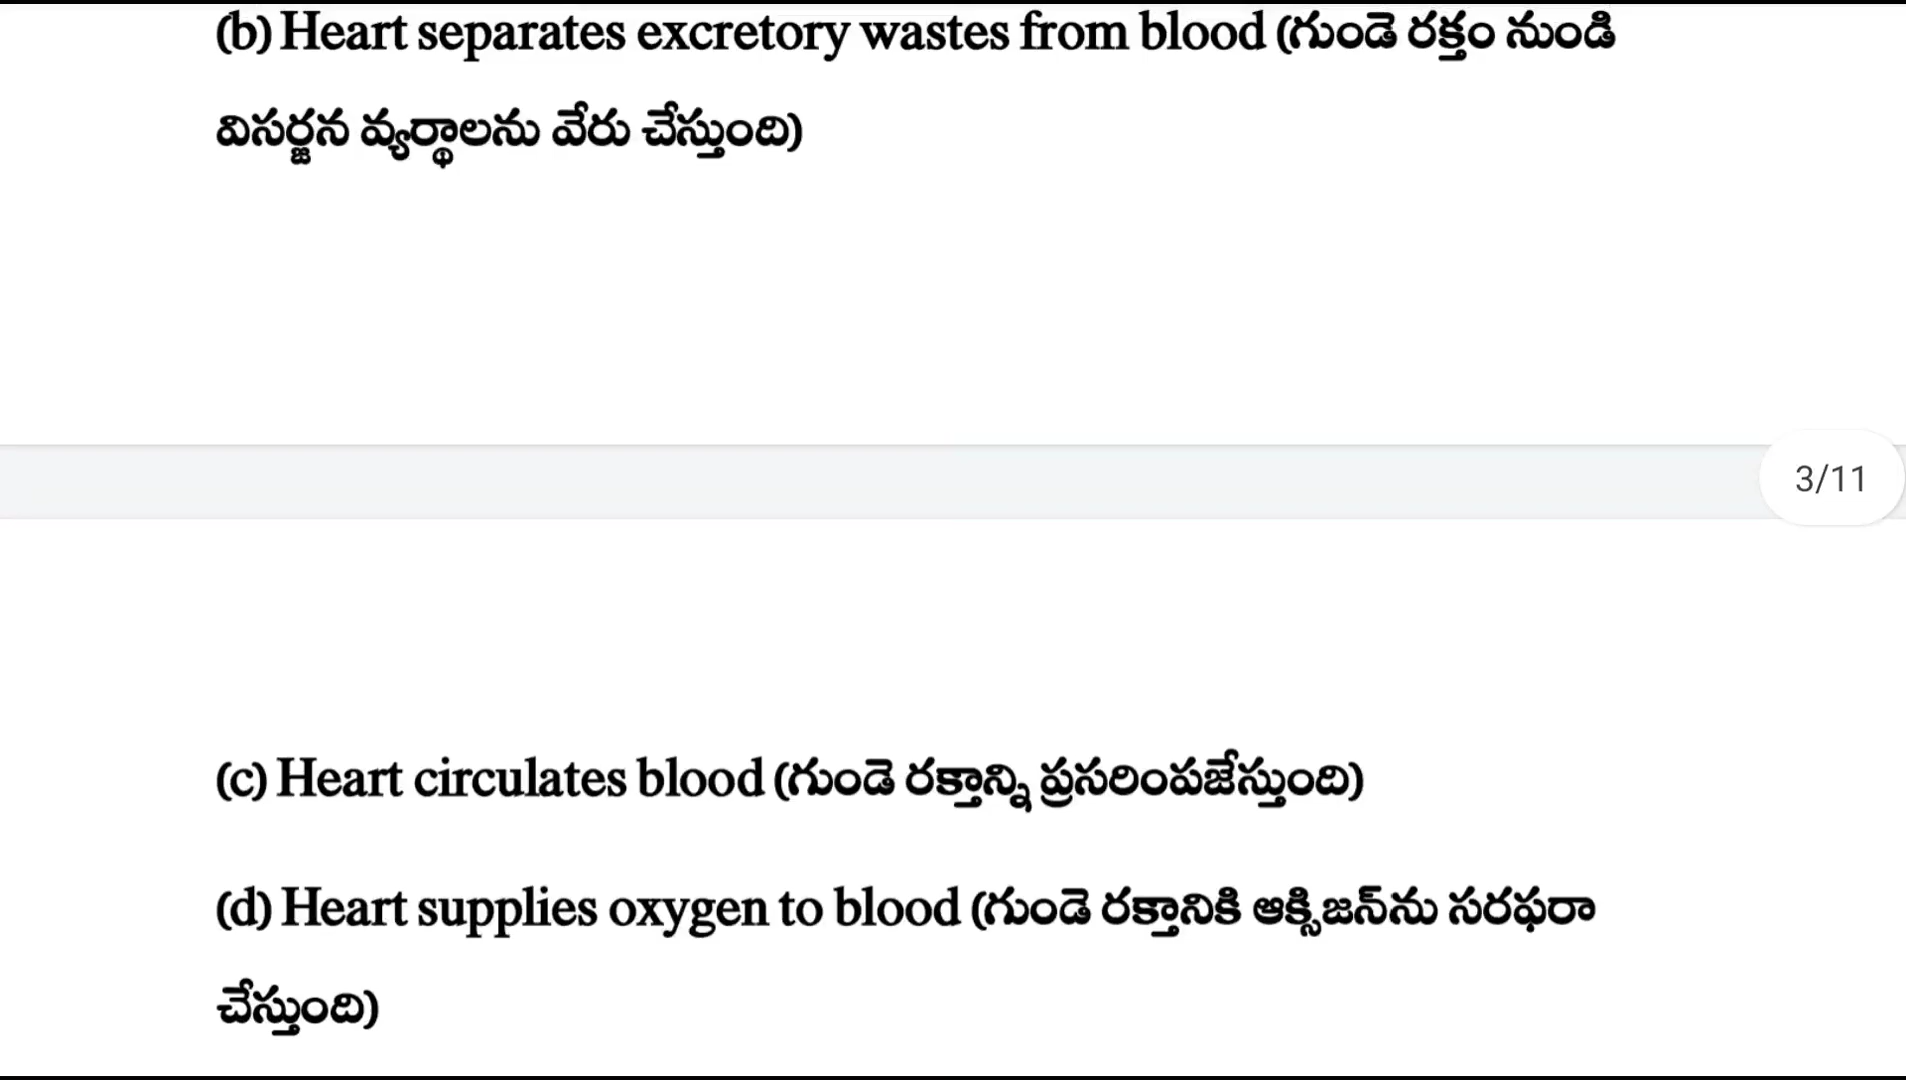 (b) Heart separates excretory wastes from blood (గుండె రక్తం నుండి
విసర్జన వ్యర్థాలను వేరు చేస్తుంది)
3/11
(c) Heart circulates blood (గుండె రక్తాన్ని ప్రసరింపజేస్తుంది)
(d) Heart supplies oxygen to blood (గుండె రక్తానికి ఆక్సిజన్‌ను సరఫరా
చేస్తుంది)